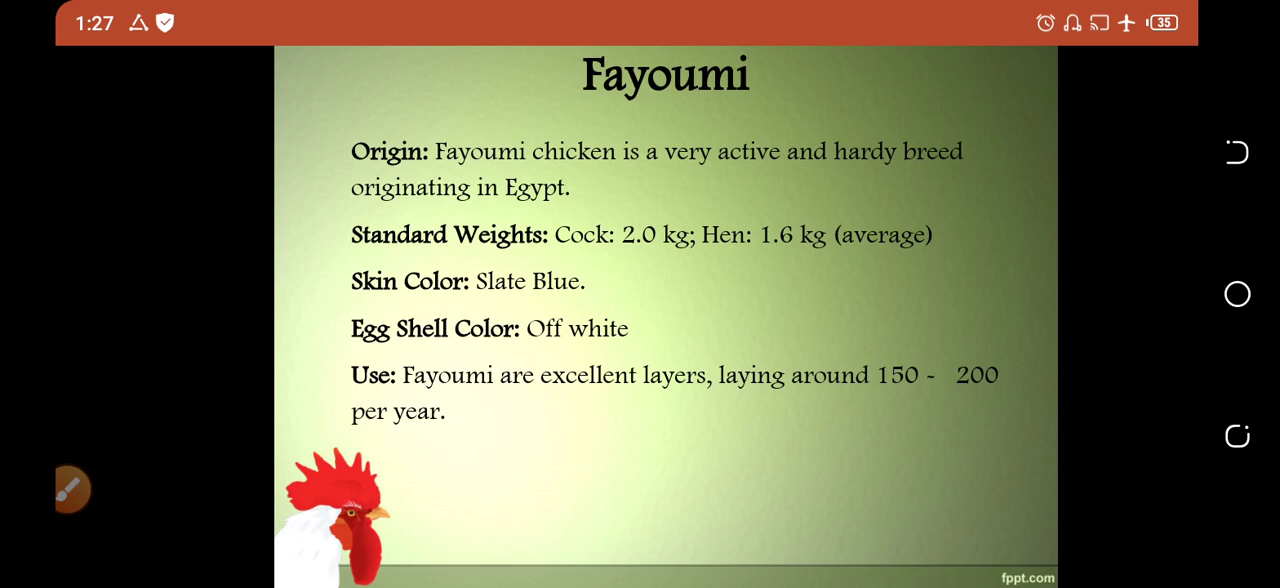 1:27
35
Fayoumi
Origin: Fayoumi chicken is a very active and hardy breed
originating in Egypt.
Standard Weights: Cock: 2.0 kg; Hen: 1.6 kg (average)
Skin Color: Slate Blue.
Egg Shell Color: Off white
Use: Fayoumi are excellent layers, laying around 150 - 200
per year.
fppt.com